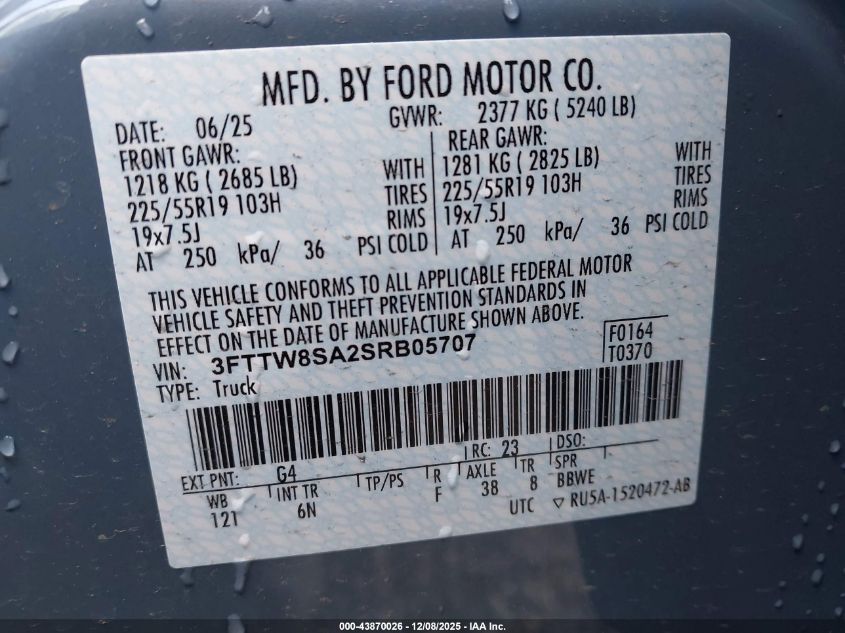 MFD. BY FORD MOTOR CO.
DATE: 06/25 GVWR: 2377 KG ( 5240 LB)
FRONT GAWR: REAR GAWR:
1218 KG ( 2685 LB) WITH 1281 KG ( 2825 LB) WITH
225/55R19 103H TIRES 225/55R19 103H TIRES
19x7.5J RIMS 19x7.5J RIMS
AT 250 kPa/ 36 PSI COLD AT 250 kPa/ 36 PSI COLD
THIS VEHICLE CONFORMS TO ALL APPLICABLE FEDERAL MOTOR
VEHICLE SAFETY AND THEFT PREVENTION STANDARDS IN
EFFECT ON THE DATE OF MANUFACTURE SHOWN ABOVE.
VIN: 3FTTW8SA2SRB05707 F0164
TYPE: Truck T0370
EXT PNT: G4 RC: 23 DSO:
WB INT TR TP/PS R AXLE TR SPR
121 6N F 38 8 BBWE
UTC ▽ RU5A-1520472-AB
000-43870026 - 12/08/2025 - IAA Inc.